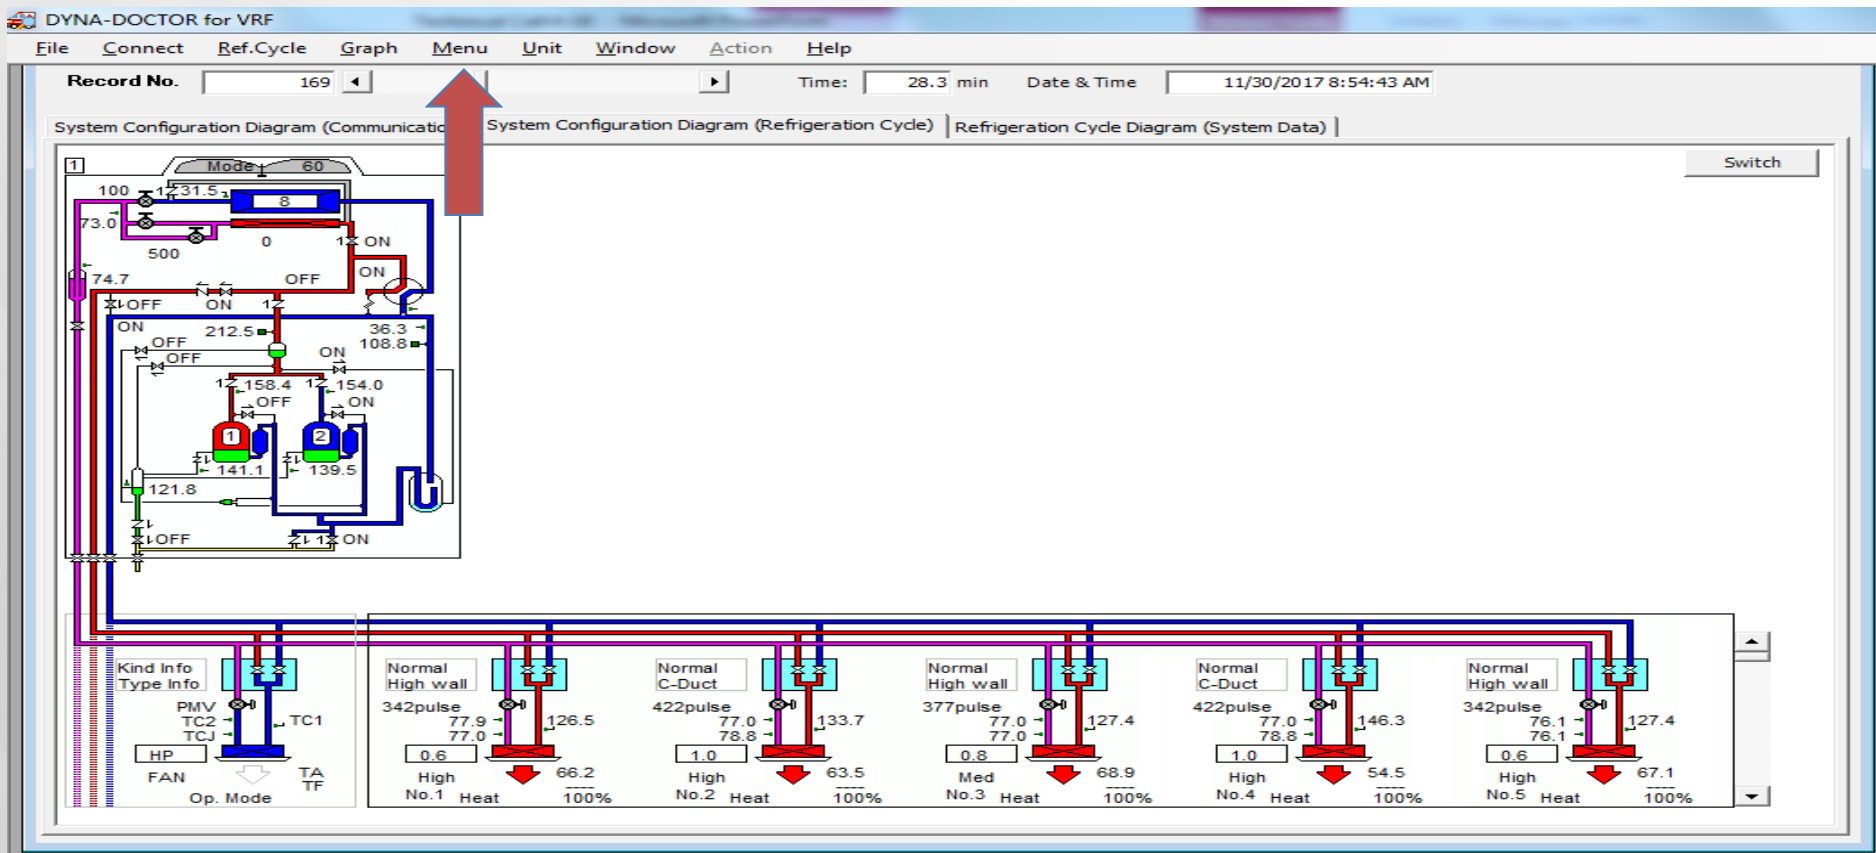 DYNA-DOCTOR for VRF
File Connect Ref.Cycle Graph Menu Unit Window Action Help
Record No. 169 Time: 28.3 min Date & Time 11/30/2017 8:54:43 AM
System Configuration Diagram (Communicatio System Configuration Diagram (Refrigeration Cycle) Refrigeration Cycle Diagram (System Data)
Switch
1
Mode 60
100 1 31.5
8
73.0
0 1 ON
500
74.7 OFF ON
OFF ON 1
ON 212.5 36.3
OFF 108.8
OFF ON
1 158.4 1 154.0
OFF ON
1 2
141.1 139.5
121.8
OFF 1 ON
Kind Info
Type Info
PMV
TC2 TC1
TCJ
HP
FAN TA
TF
Op. Mode
Normal
High wall
342pulse
77.9 126.5
77.0
0.6
High 66.2
No.1 Heat 100%
Normal
C-Duct
422pulse
77.0 133.7
78.8
1.0
High 63.5
No.2 Heat 100%
Normal
High wall
377pulse
77.0 127.4
77.0
0.8
Med 68.9
No.3 Heat 100%
Normal
C-Duct
422pulse
77.0 146.3
78.8
1.0
High 54.5
No.4 Heat 100%
Normal
High wall
342pulse
76.1 127.4
76.1
0.6
High 67.1
No.5 Heat 100%